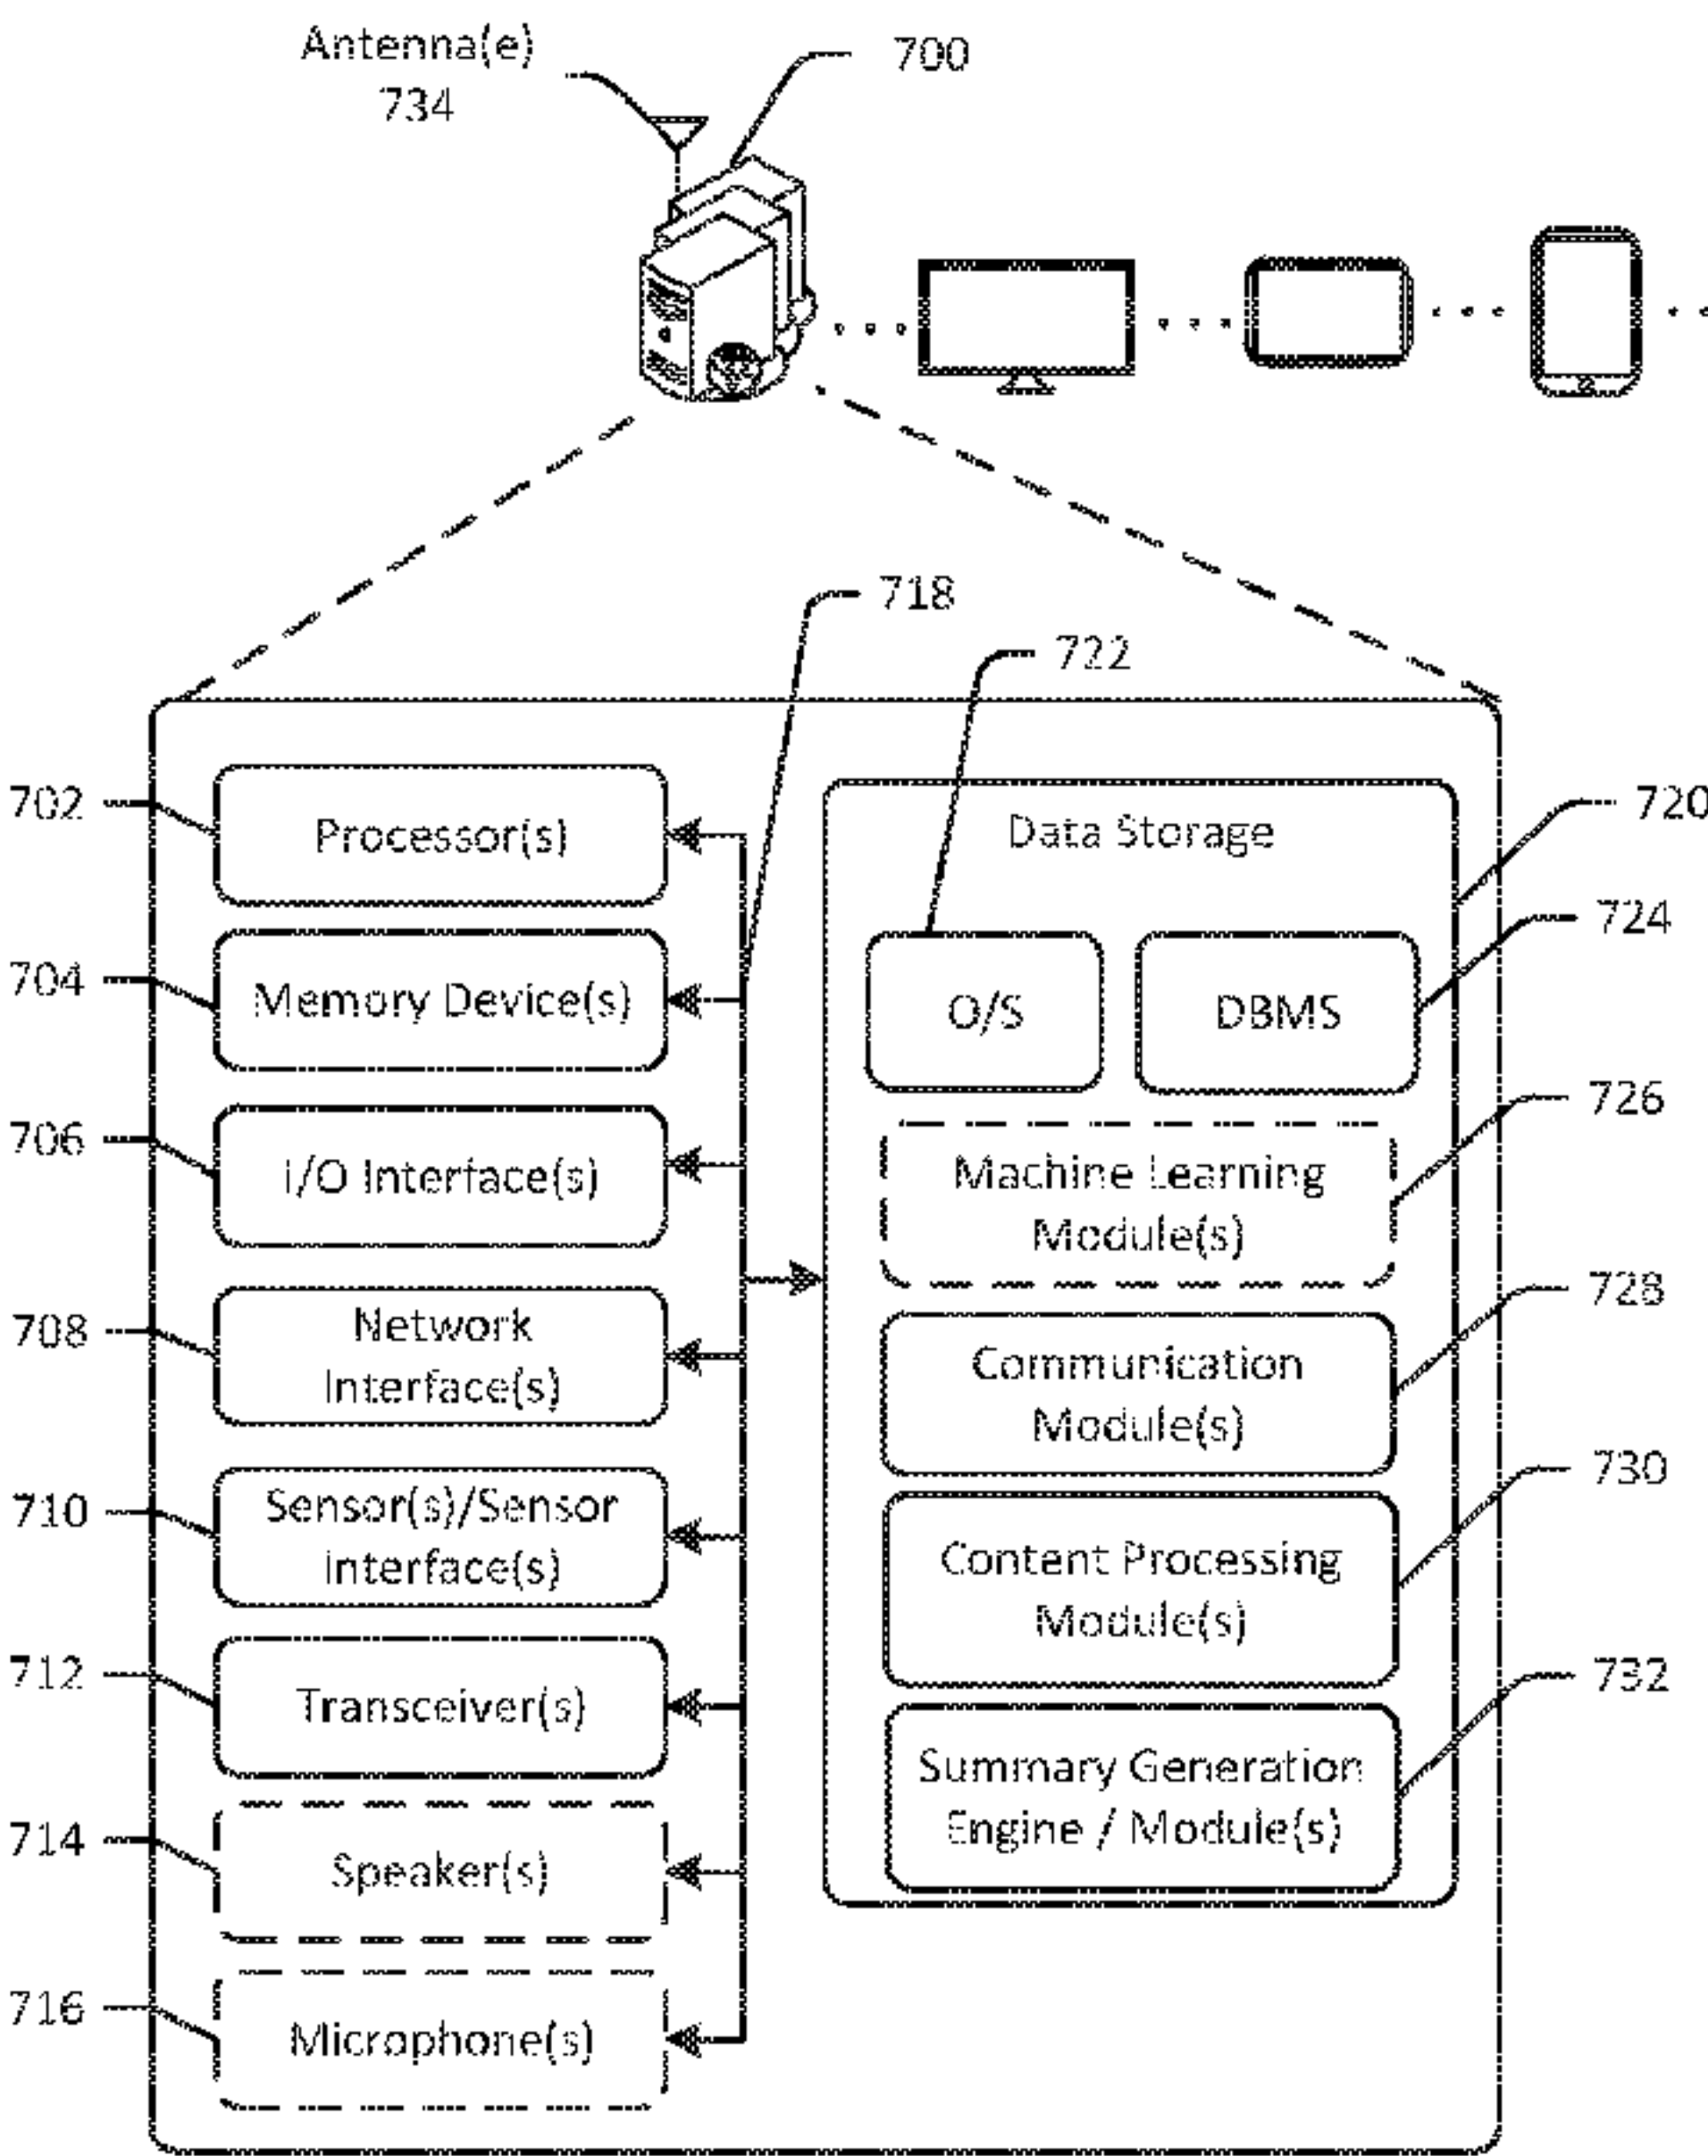 Antenna(e)
734
700
718
722
702
Processor(s)
704
Memory Device(s)
706
I/O Interface(s)
708
Network
Interface(s)
710
Sensor(s)/Sensor
Interface(s)
712
Transceiver(s)
714
Speaker(s)
716
Microphone(s)
Data Storage
720
O/S
DBMS
724
Machine Learning
Module(s)
726
Communication
Module(s)
728
Content Processing
Module(s)
730
Summary Generation
Engine / Module(s)
732